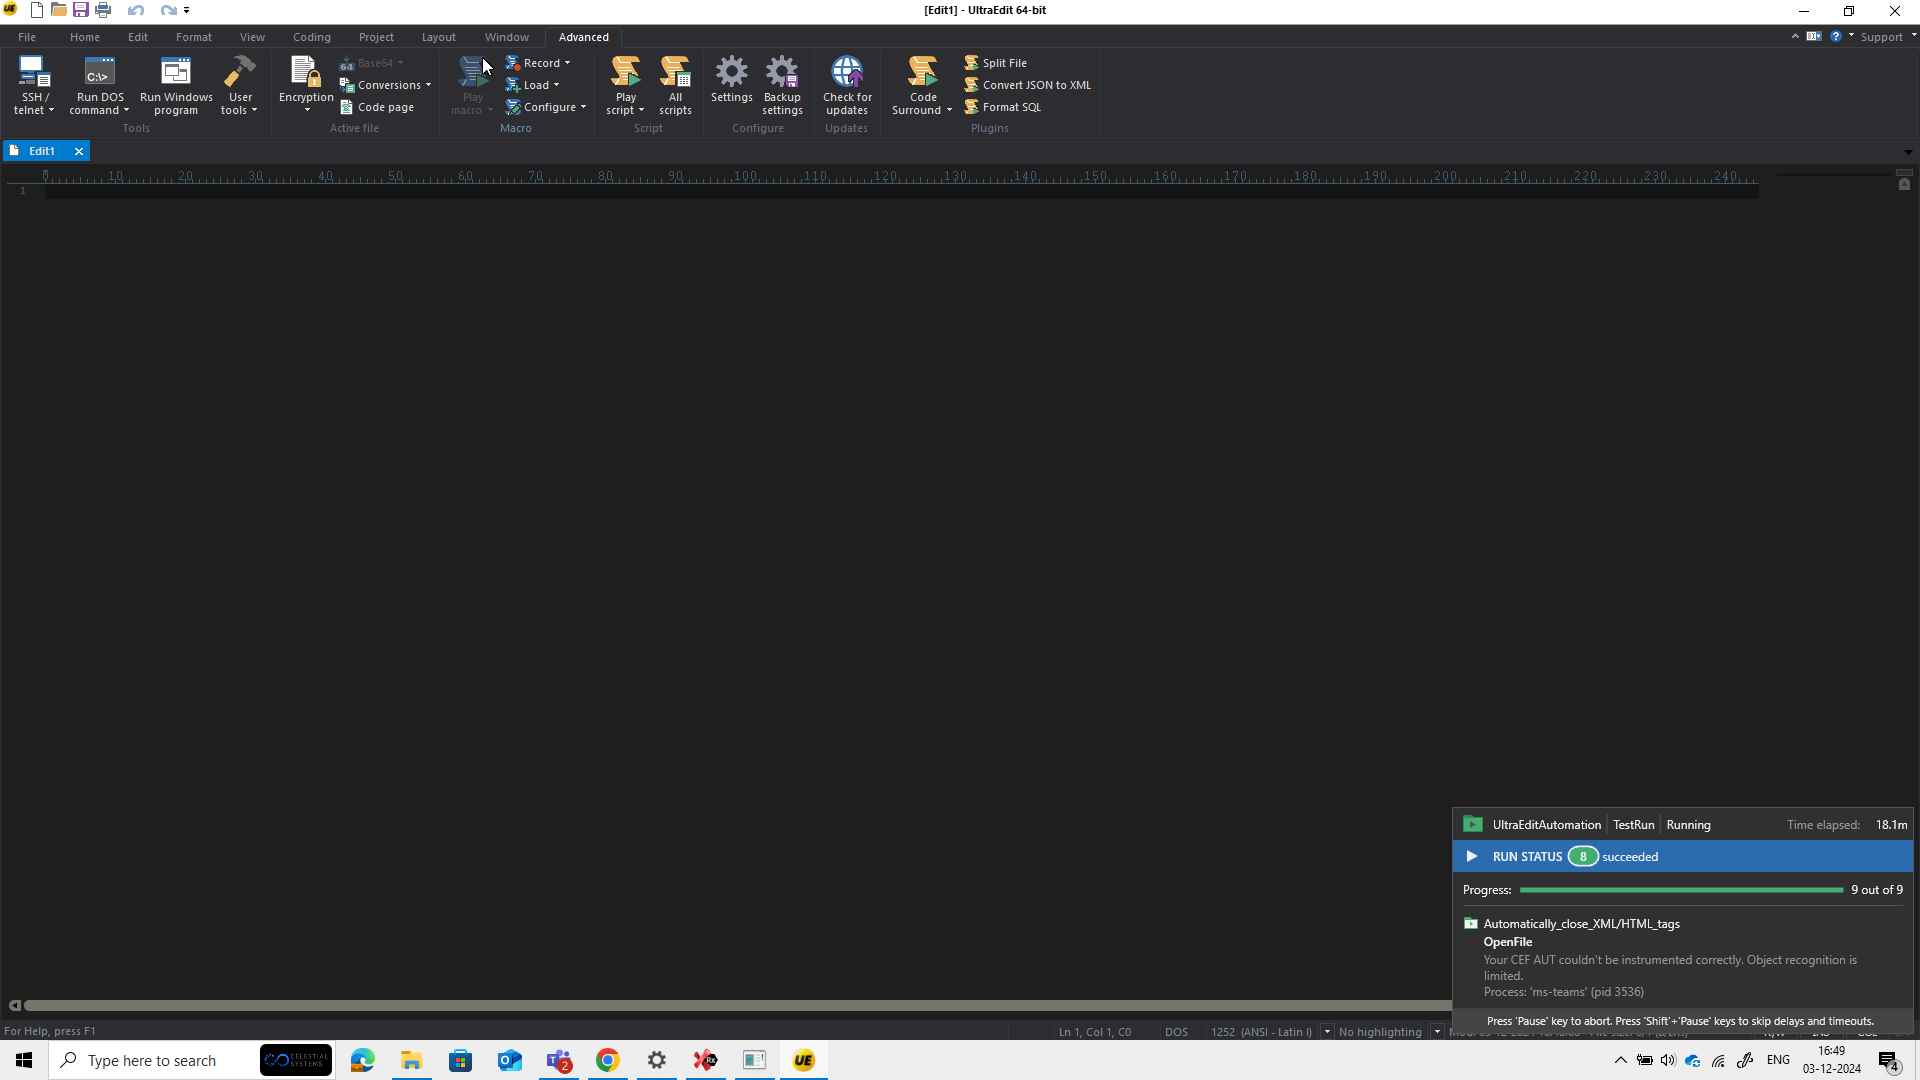 [Edit1] - UltraEdit 64-bit
File Home Edit Format View Coding Project Layout Window Advanced Support
SSH / telnet
Run DOS command
Run Windows program
User tools
Tools
Encryption
Base64
Conversions
Code page
Active file
Play macro
Record
Load
Configure
Macro
Play script
All scripts
Script
Settings
Backup settings
Configure
Check for updates
Updates
Code Surround
Split File
Convert JSON to XML
Format SQL
Plugins
Edit1
0 10 20 30 40 50 60 70 80 90 100 110 120 130 140 150 160 170 180 190 200 210 220 230 240
1
UltraEditAutomation TestRun Running Time elapsed: 18.1m
RUN STATUS 8 succeeded
Progress: 9 out of 9
Automatically_close_XML/HTML_tags
OpenFile
Your CEF AUT couldn't be instrumented correctly. Object recognition is
limited.
Process: 'ms-teams' (pid 3536)
Press 'Pause' key to abort. Press 'Shift'+'Pause' keys to skip delays and timeouts.
For Help, press F1
Ln 1, Col 1, C0 DOS 1252 (ANSI - Latin I) No highlighting
Type here to search
CELESTIAL
SYSTEMS
2
UE
ENG
16:49
03-12-2024
4